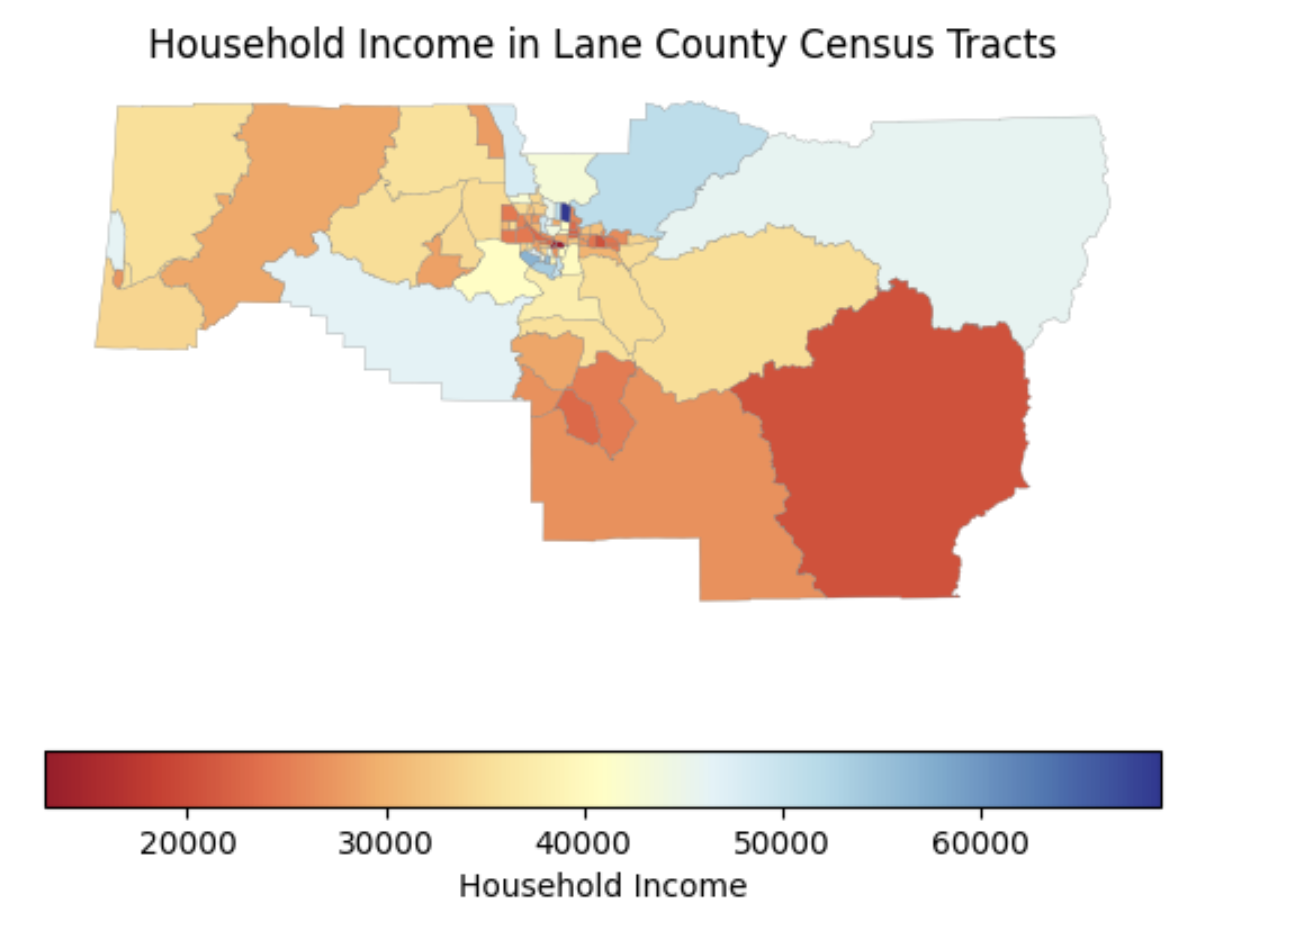 Household Income in Lane County Census Tracts
20000 30000 40000 50000 60000
Household Income